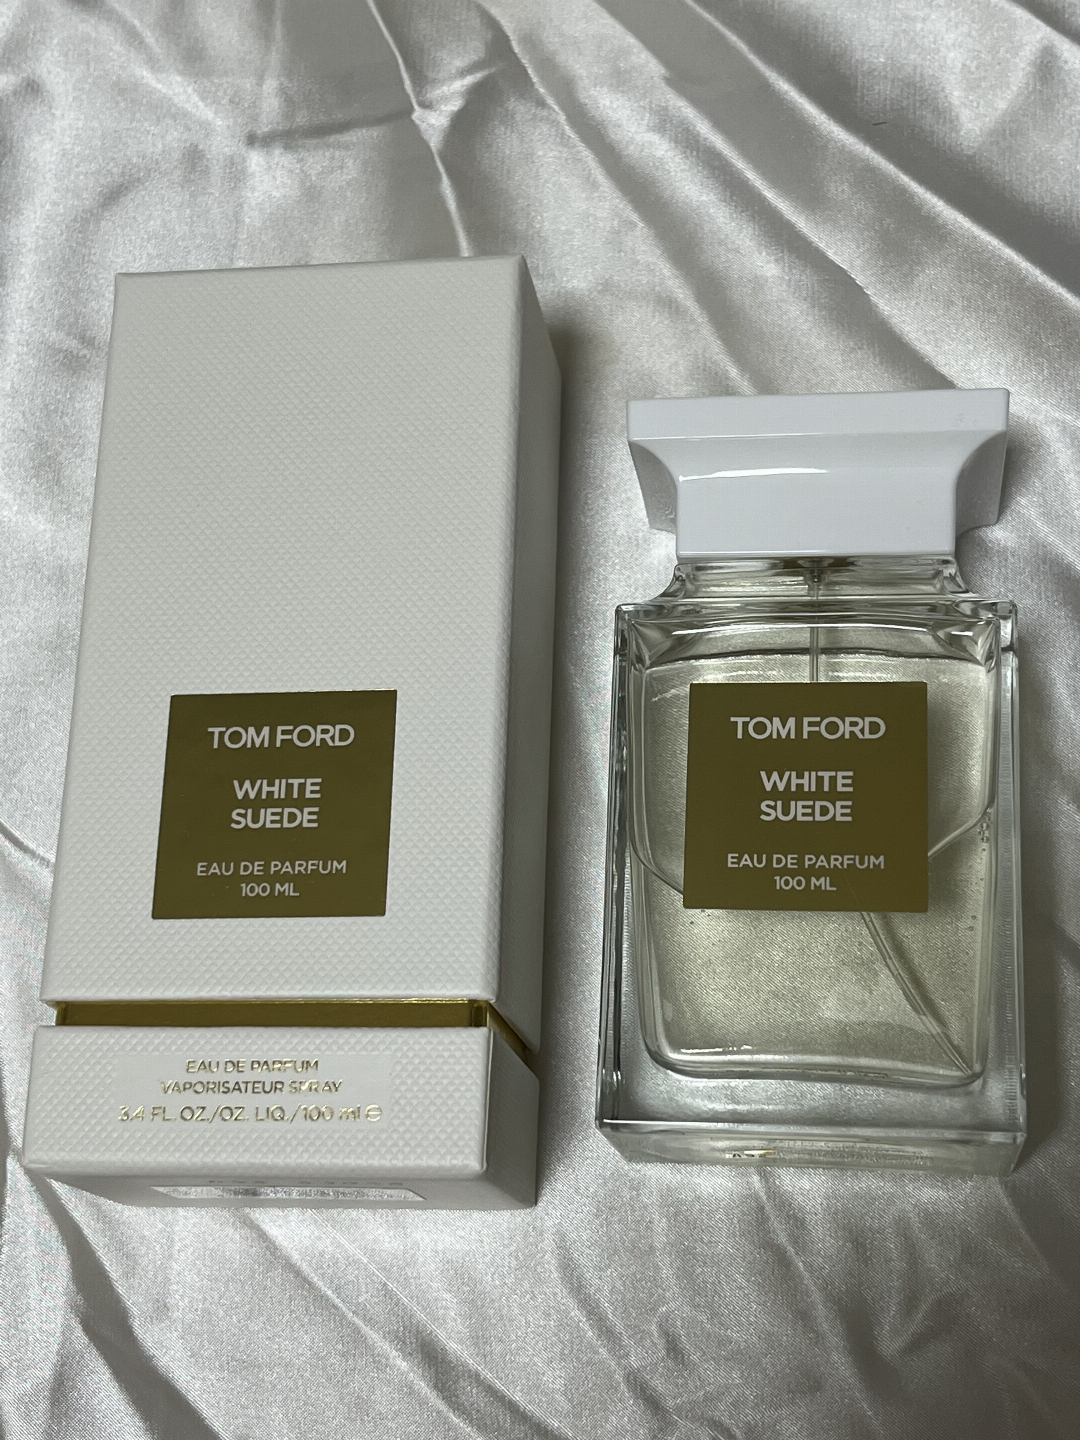 TOM FORD
WHITE
SUEDE
EAU DE PARFUM
100 ML
EAU DE PARFUM
VAPORISATEUR SPRAY
3.4 FL. OZ./OZ. LIQ./100 ml ℮
TOM FORD
WHITE
SUEDE
EAU DE PARFUM
100 ML